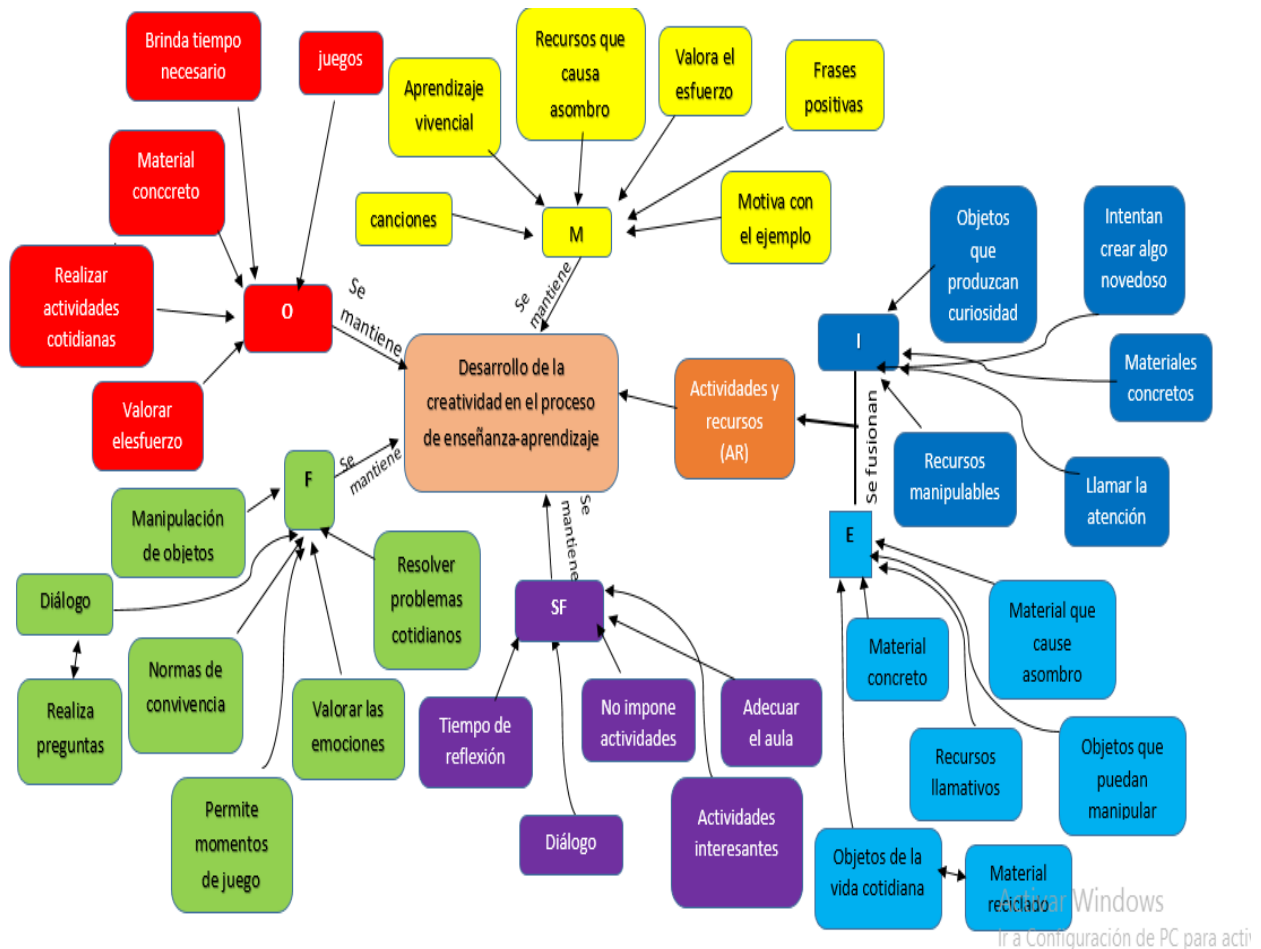 Brinda tiempo
necesario
juegos
Material
conccreto
Realizar
actividades
cotidianas
Valorar
elesfuerzo
O
Se
mantiene
Aprendizaje
vivencial
Recursos que
causa
asombro
Valora el
esfuerzo
Frases
positivas
canciones
Motiva con
el ejemplo
M
Se
mantiene
Desarrollo de la
creatividad en el proceso
de enseñanza-aprendizaje
Actividades y
recursos
(AR)
Objetos
que
produzcan
curiosidad
Intentan
crear algo
novedoso
I
Materiales
concretos
Recursos
manipulables
Llamar la
atención
Se fusionan
E
Material
concreto
Material que
cause
asombro
Recursos
llamativos
Objetos que
puedan
manipular
Objetos de la
vida cotidiana
Material
reciclado
F
Se
mantiene
Manipulación
de objetos
Diálogo
Realiza
preguntas
Normas de
convivencia
Permite
momentos
de juego
Valorar las
emociones
Resolver
problemas
cotidianos
Se
mantiene
SF
Tiempo de
reflexión
Diálogo
No impone
actividades
Actividades
interesantes
Adecuar
el aula
Activar Windows
Ir a Configuración de PC para activ